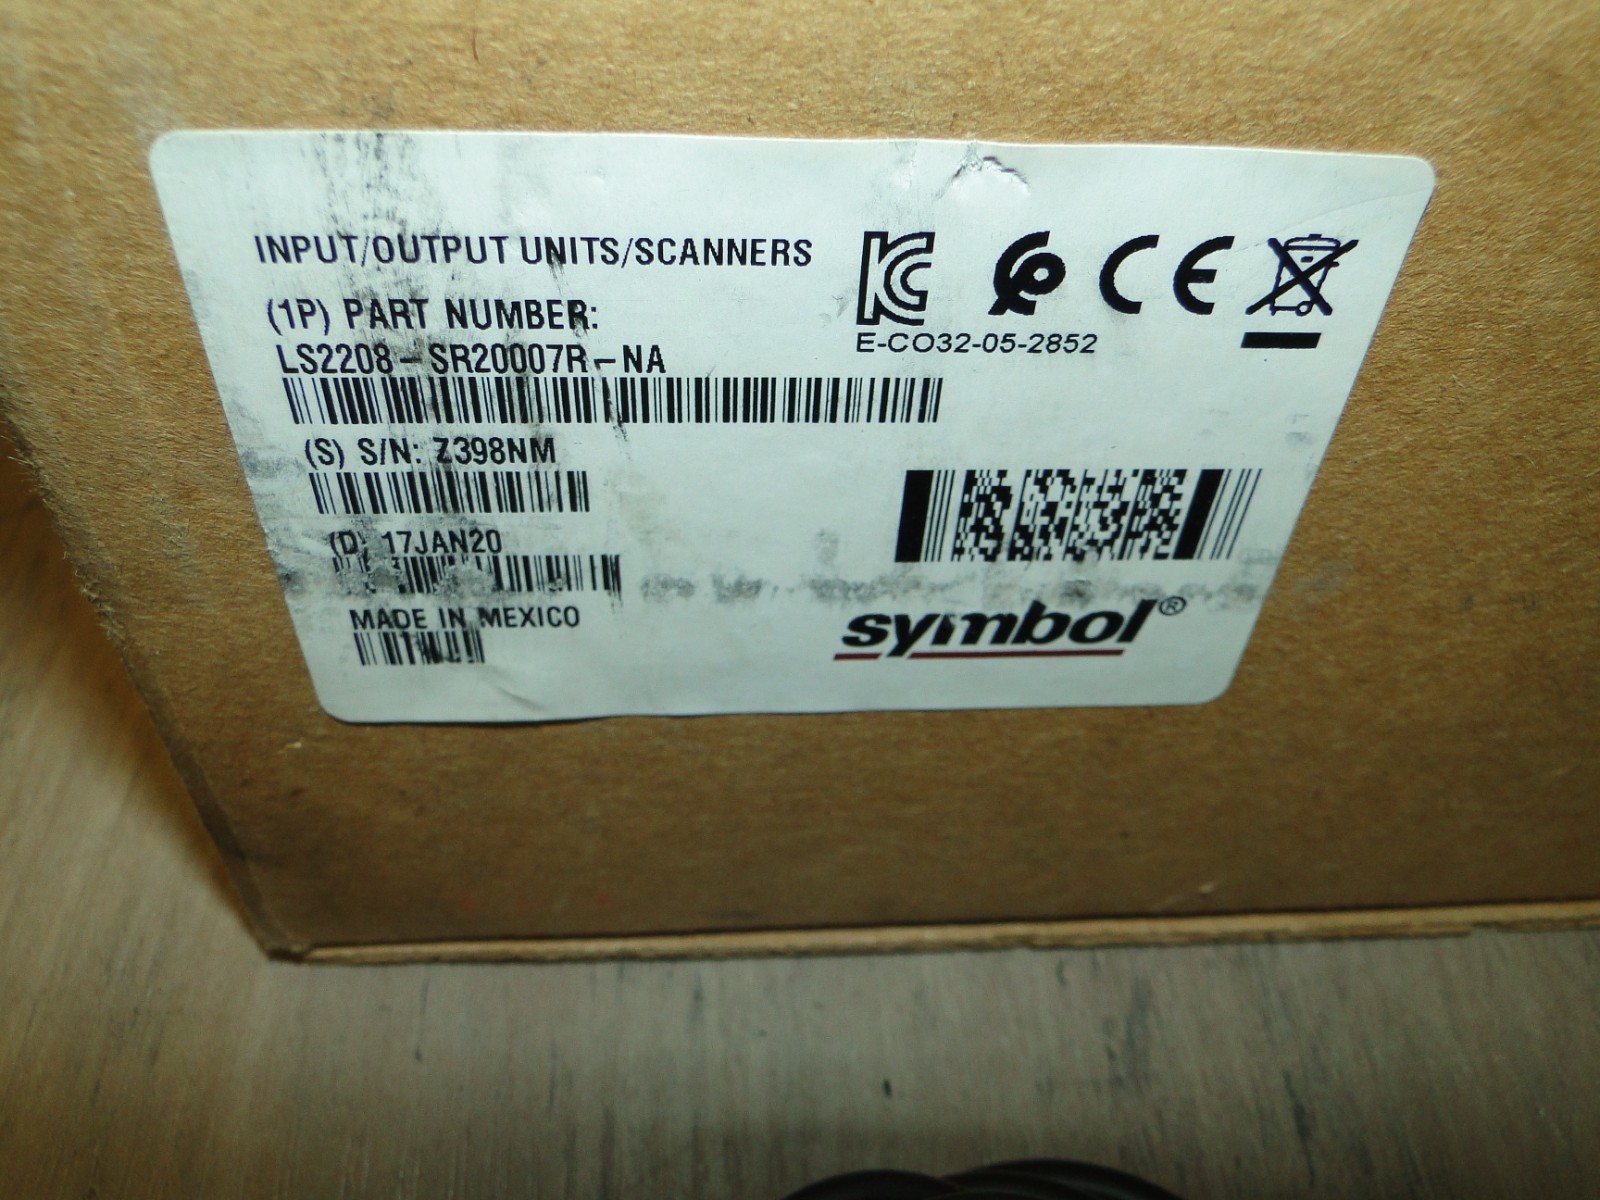 INPUT/OUTPUT UNITS/SCANNERS
(1P) PART NUMBER:
LS2208-SR20007R-NA
E-CO32-05-2852
CE
(S) S/N: Z398NM
(D) 17JAN20
MADE IN MEXICO
symbol®